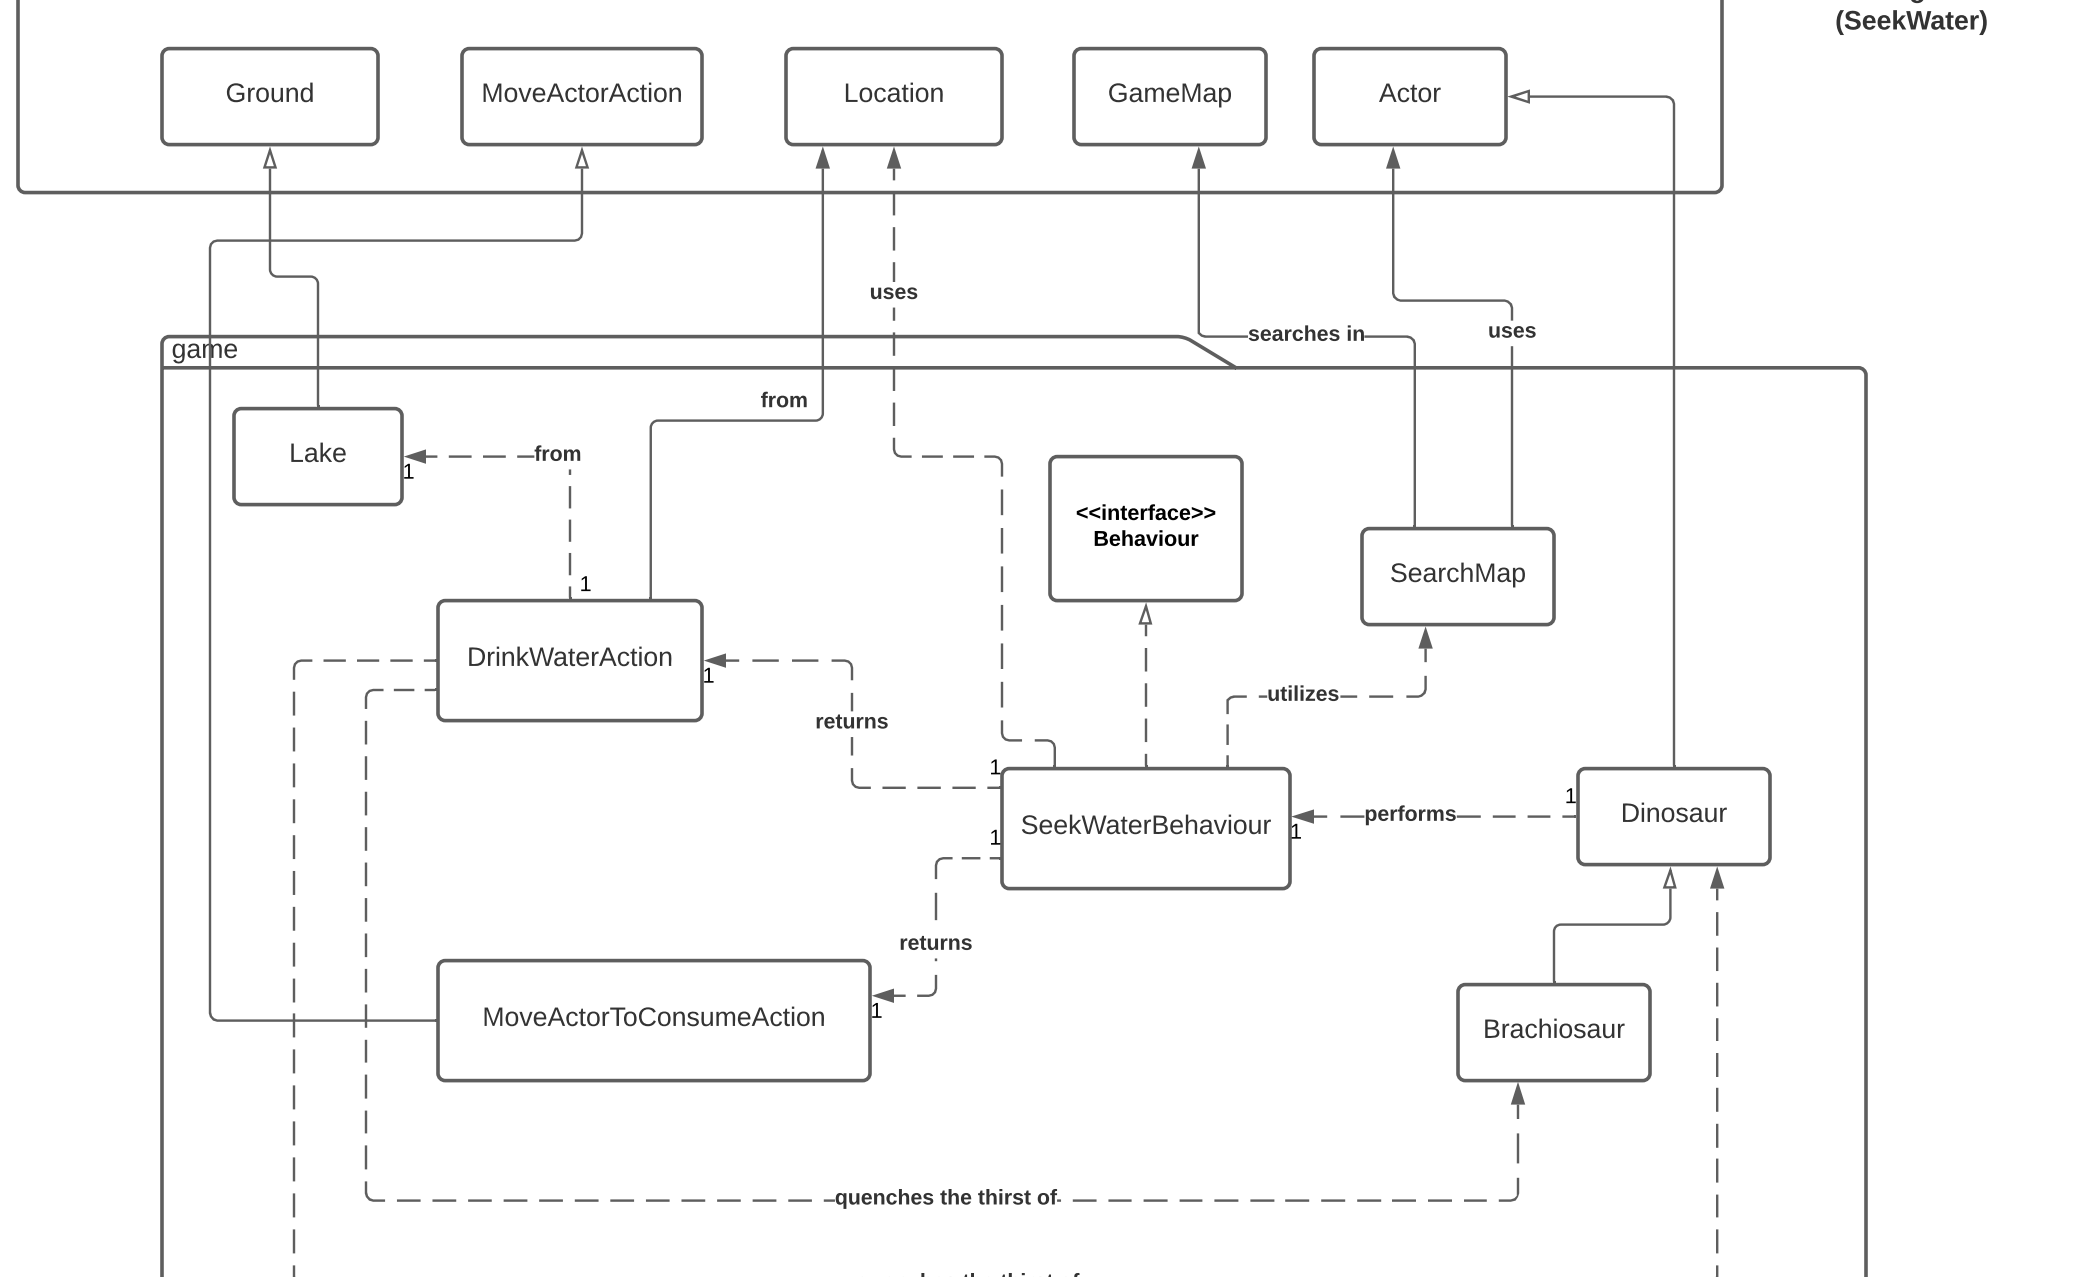 (SeekWater)
Ground
MoveActorAction
Location
GameMap
Actor
uses
searches in
uses
game
from
Lake
from
1
<<interface>>
Behaviour
SearchMap
1
DrinkWaterAction
1
utilizes
returns
1
SeekWaterBehaviour
1
performs
1
1
Dinosaur
returns
1
MoveActorToConsumeAction
Brachiosaur
quenches the thirst of